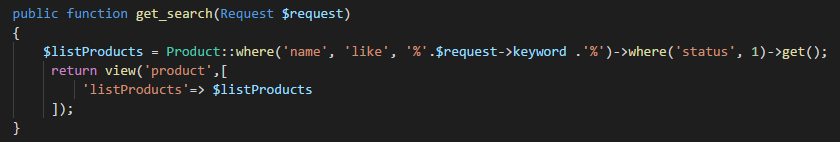 public function get_search(Request $request)
{
$listProducts = Product::where('name', 'like', '%'.$request->keyword .'%')->where('status', 1)->get();
return view('product',[
'listProducts'=> $listProducts
]);
}